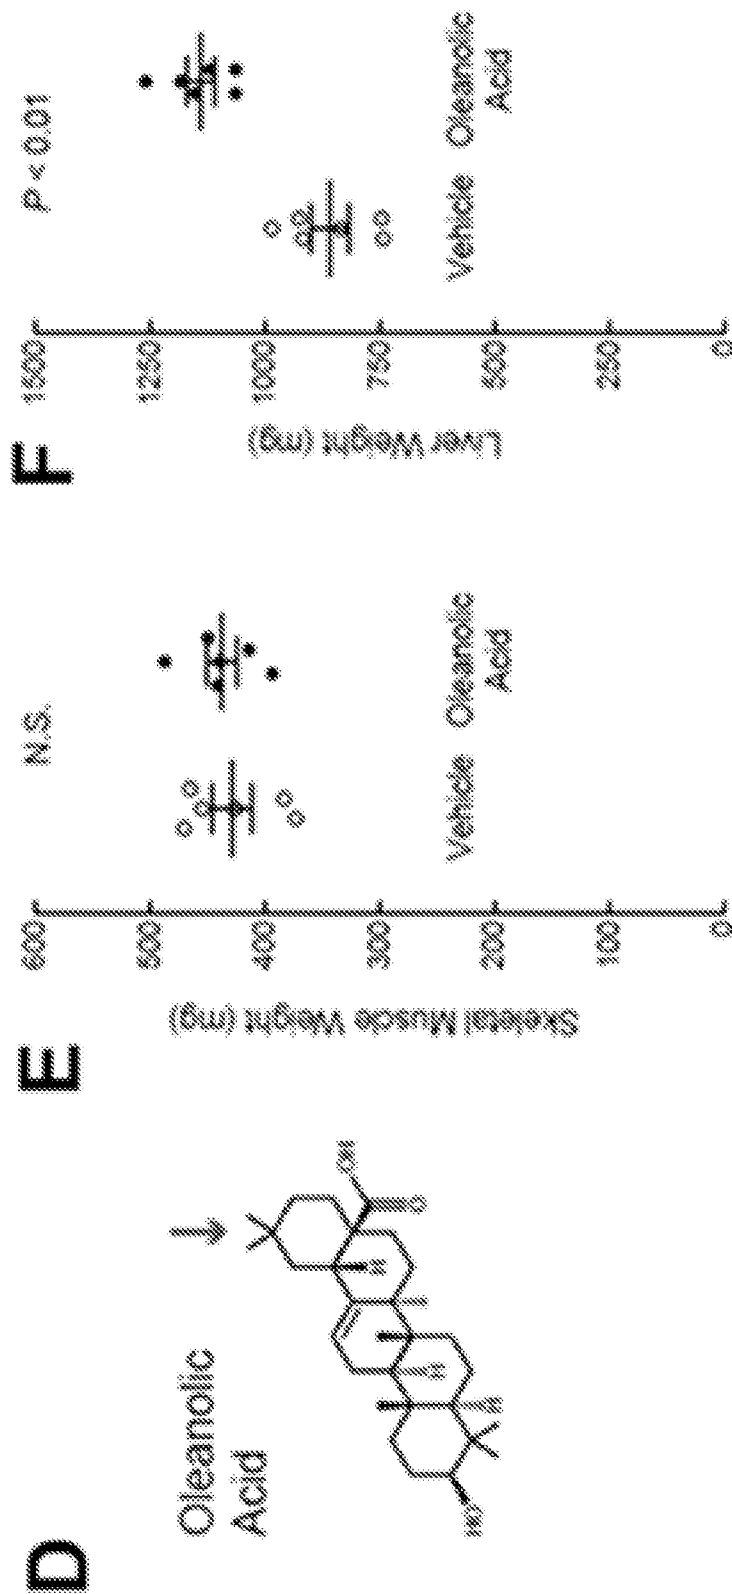 D
Oleanolic
Acid
HO
H
H
H
O
OH
E
N.S.
Skeletal Muscle Weight (mg)
600
500
400
300
200
100
0
Vehicle
Oleanolic
Acid
F
P < 0.01
Liver Weight (mg)
1500
1250
1000
750
500
250
0
Vehicle
Oleanolic
Acid